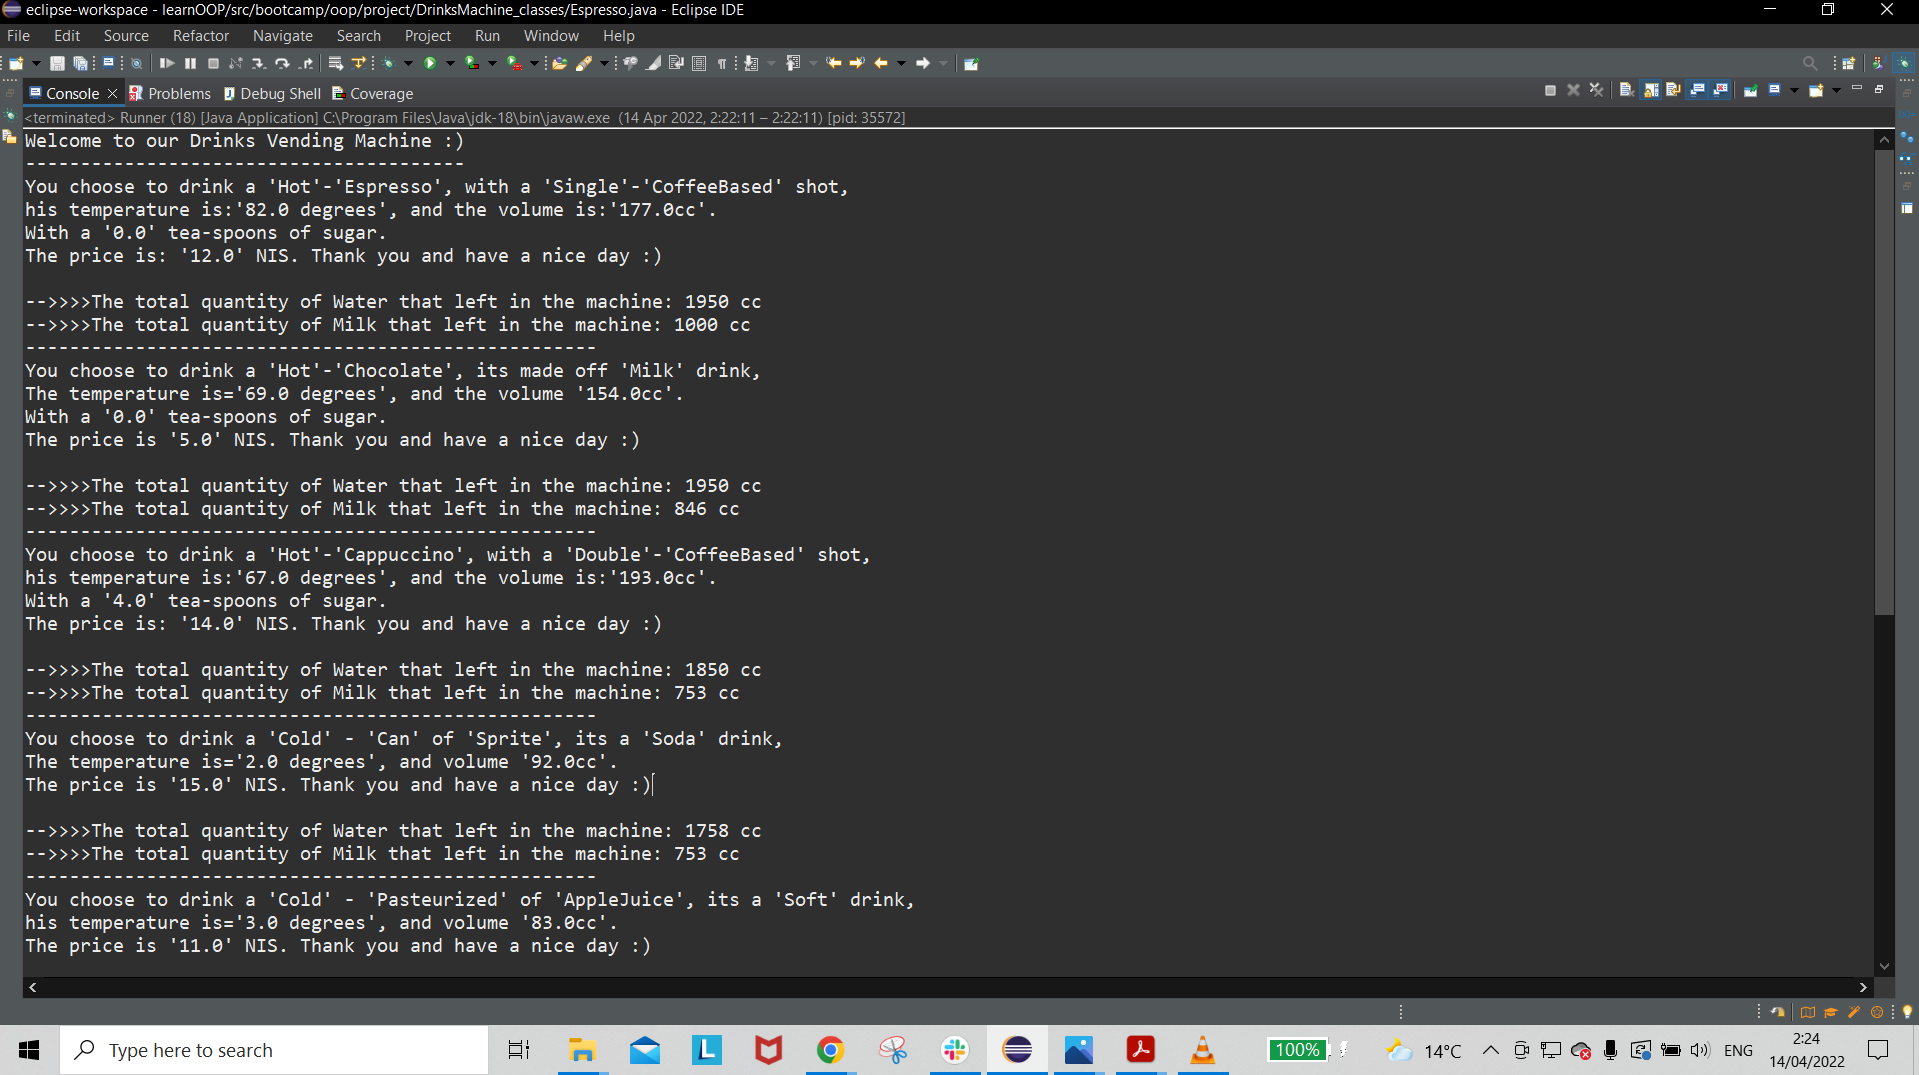 eclipse-workspace - learnOOP/src/bootcamp/oop/project/DrinksMachine_classes/Espresso.java - Eclipse IDE
File Edit Source Refactor Navigate Search Project Run Window Help
Console Problems Debug Shell Coverage
<terminated> Runner (18) [Java Application] C:\Program Files\Java\jdk-18\bin\javaw.exe (14 Apr 2022, 2:22:11 – 2:22:11) [pid: 35572]
Welcome to our Drinks Vending Machine :)
----------------------------------------
You choose to drink a 'Hot'-'Espresso', with a 'Single'-'CoffeeBased' shot,
his temperature is:'82.0 degrees', and the volume is:'177.0cc'.
With a '0.0' tea-spoons of sugar.
The price is: '12.0' NIS. Thank you and have a nice day :)
-->>>>The total quantity of Water that left in the machine: 1950 cc
-->>>>The total quantity of Milk that left in the machine: 1000 cc
----------------------------------------------------
You choose to drink a 'Hot'-'Chocolate', its made off 'Milk' drink,
The temperature is='69.0 degrees', and the volume '154.0cc'.
With a '0.0' tea-spoons of sugar.
The price is '5.0' NIS. Thank you and have a nice day :)
-->>>>The total quantity of Water that left in the machine: 1950 cc
-->>>>The total quantity of Milk that left in the machine: 846 cc
----------------------------------------------------
You choose to drink a 'Hot'-'Cappuccino', with a 'Double'-'CoffeeBased' shot,
his temperature is:'67.0 degrees', and the volume is:'193.0cc'.
With a '4.0' tea-spoons of sugar.
The price is: '14.0' NIS. Thank you and have a nice day :)
-->>>>The total quantity of Water that left in the machine: 1850 cc
-->>>>The total quantity of Milk that left in the machine: 753 cc
----------------------------------------------------
You choose to drink a 'Cold' - 'Can' of 'Sprite', its a 'Soda' drink,
The temperature is='2.0 degrees', and volume '92.0cc'.
The price is '15.0' NIS. Thank you and have a nice day :)
-->>>>The total quantity of Water that left in the machine: 1758 cc
-->>>>The total quantity of Milk that left in the machine: 753 cc
----------------------------------------------------
You choose to drink a 'Cold' - 'Pasteurized' of 'AppleJuice', its a 'Soft' drink,
his temperature is='3.0 degrees', and volume '83.0cc'.
The price is '11.0' NIS. Thank you and have a nice day :)
Type here to search
L
100%
14°C
ENG
2:24
14/04/2022